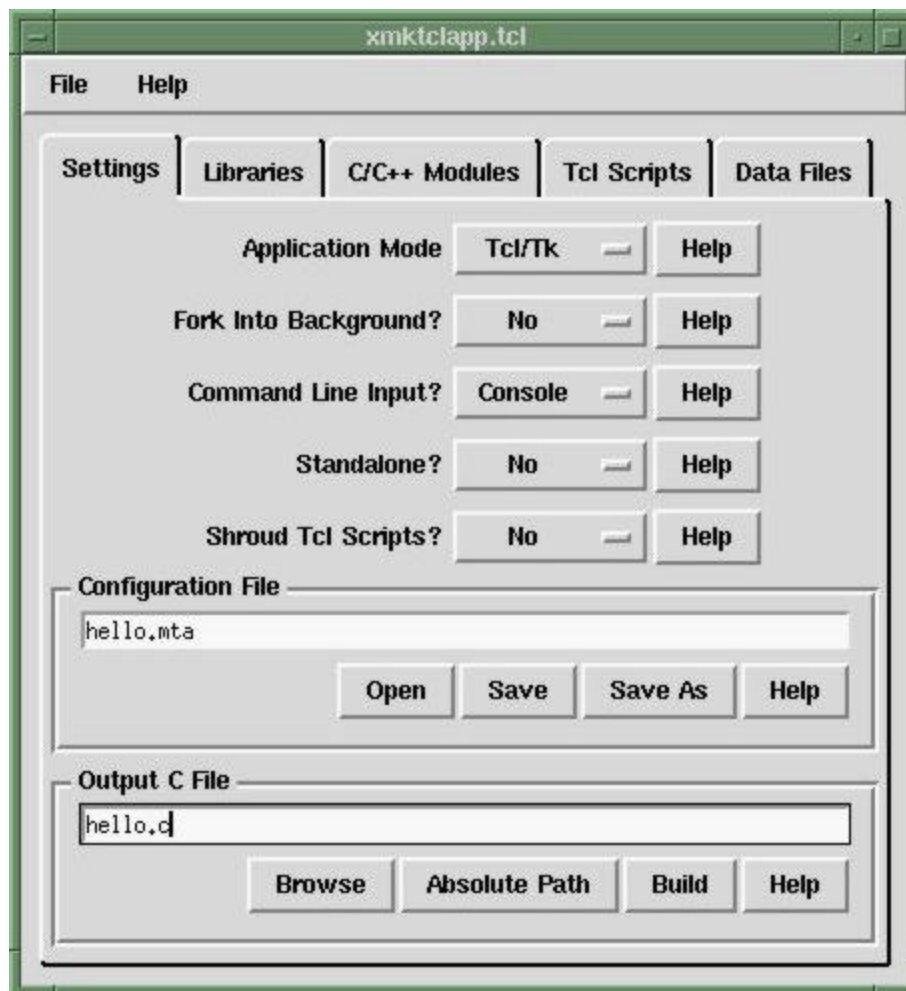 xmktclapp.tcl
File Help
Settings Libraries C/C++ Modules Tcl Scripts Data Files
Application Mode Tcl/Tk Help
Fork Into Background? No Help
Command Line Input? Console Help
Standalone? No Help
Shroud Tcl Scripts? No Help
Configuration File
hello.mta
Open Save Save As Help
Output C File
hello.c
Browse Absolute Path Build Help